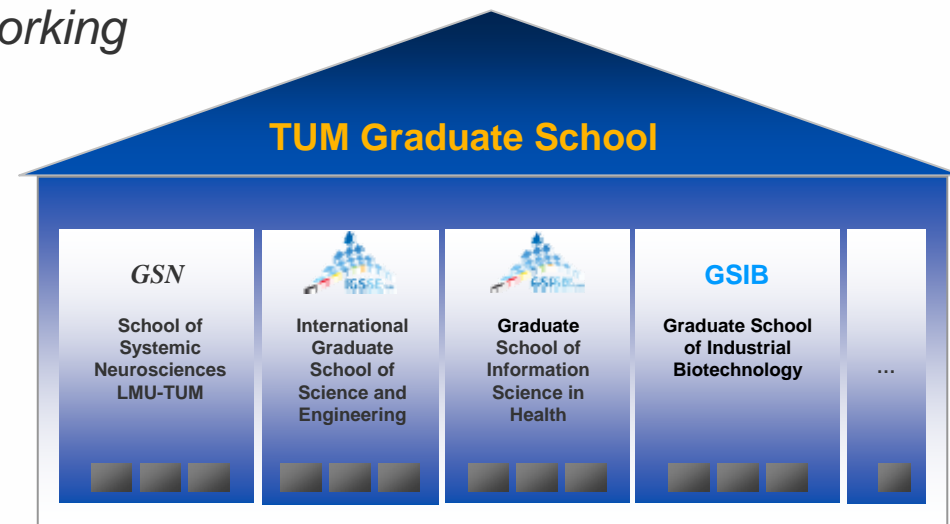 orking
TUM Graduate School
GSN
School of
Systemic
Neurosciences
LMU-TUM
IGSSE
International
Graduate
School of
Science and
Engineering
Graduate
School of
Information
Science in
Health
GSIB
Graduate School
of Industrial
Biotechnology
...